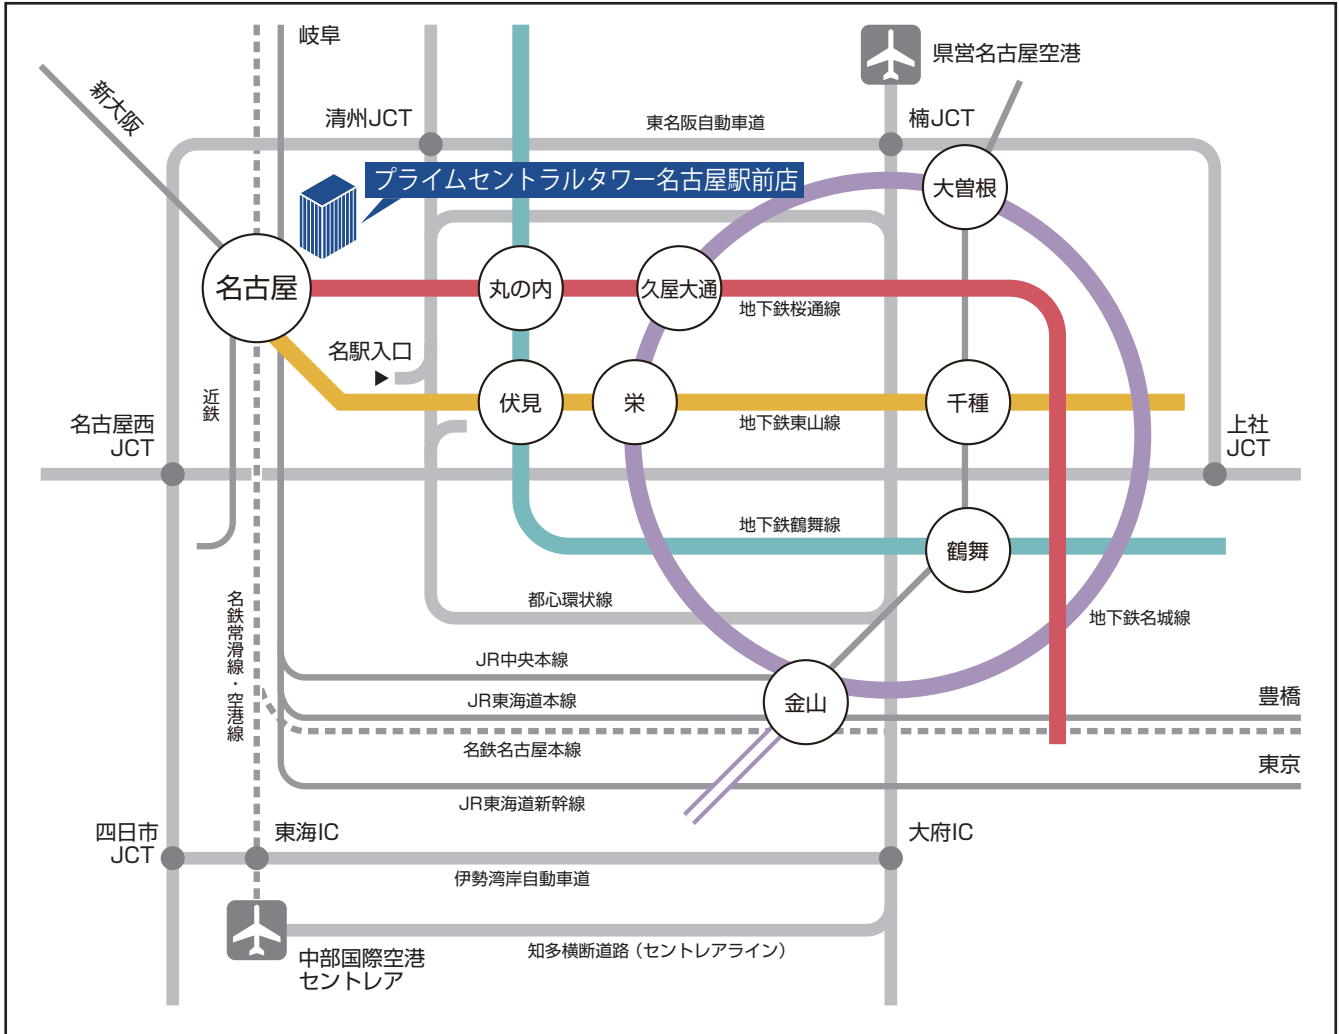 岐阜
県営名古屋空港
新大阪
清州JCT
東名阪自動車道
楠JCT
プライムセントラルタワー名古屋駅前店
大曽根
名古屋
丸の内
久屋大通
地下鉄桜通線
名駅入口
近鉄
伏見
栄
千種
地下鉄東山線
名古屋西
JCT
上社
JCT
地下鉄鶴舞線
鶴舞
名鉄常滑線・空港線
都心環状線
地下鉄名城線
JR中央本線
JR東海道本線
金山
豊橋
名鉄名古屋本線
東京
JR東海道新幹線
四日市
JCT
東海IC
大府IC
伊勢湾岸自動車道
中部国際空港
セントレア
知多横断道路（セントレアライン）